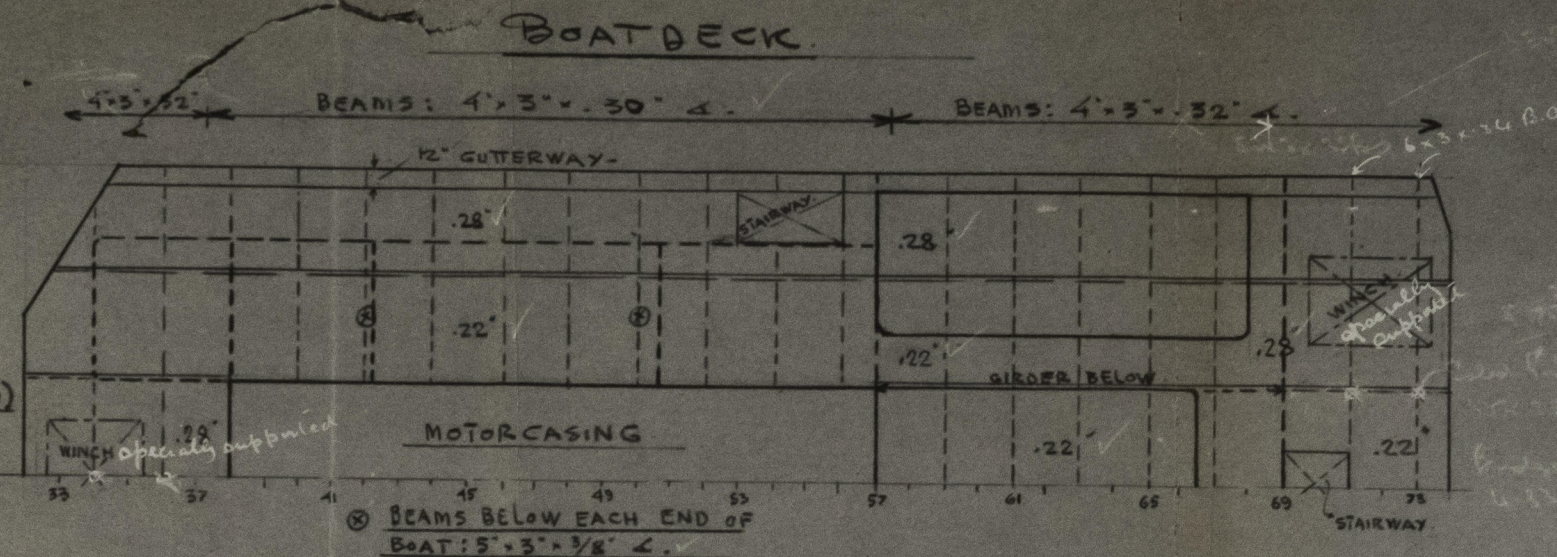 BOATDECK.
4"×3"×.32"
BEAMS: 4"×3"×.30" ∡.
BEAMS: 4"×3"×.32" ∡.
6×3×.34 B.A
12" GUTTERWAY-
.28"
STAIRWAY.
.28"
WINCH
specially
supported
.22"
.22"
.28
GIRDER BELOW
WINCH specially supported
.28"
MOTORCASING
.22"
.22"
33 37 41 45 49 53 57 61 65 69 73
STAIRWAY.
⊗ BEAMS BELOW EACH END OF
BOAT: 5"×3"×3/8" ∡.